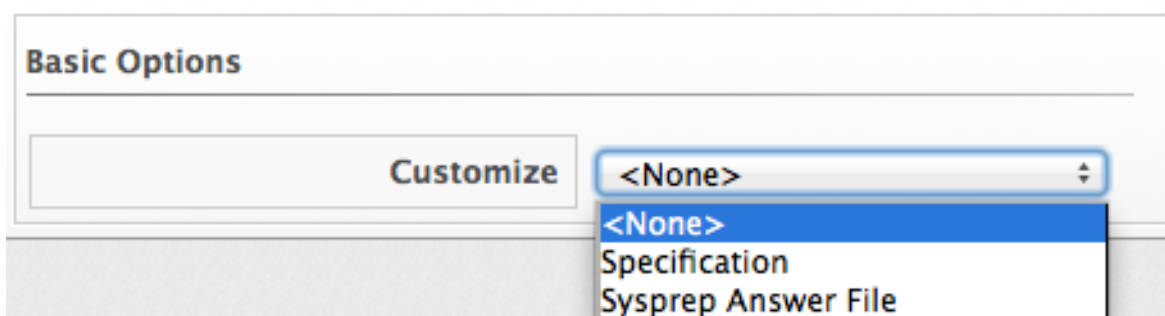 Basic Options
Customize <None>
<None>
Specification
Sysprep Answer File